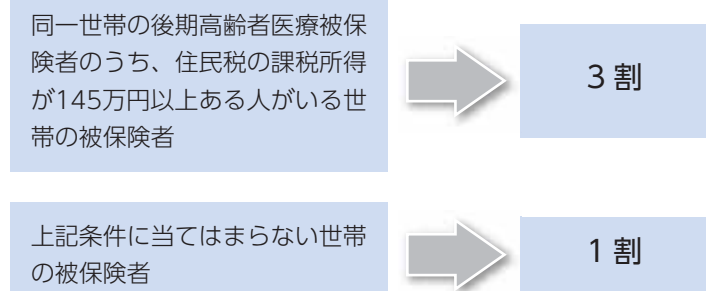 同一世帯の後期高齢者医療被保
険者のうち、住民税の課税所得
が145万円以上ある人がいる世
帯の被保険者
3割
上記条件に当てはまらない世帯
の被保険者
1割